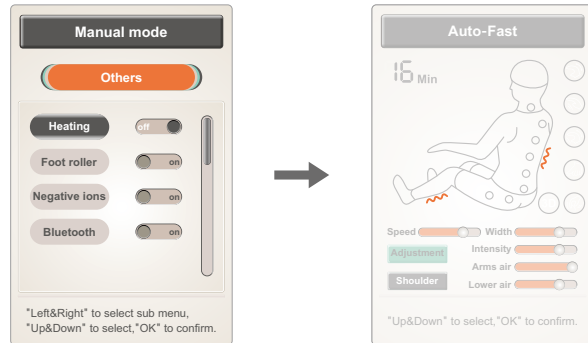 Manual mode
Others
Heating off
Foot roller on
Negative ions on
Bluetooth on
"Left&Right" to select sub menu,
"Up&Down" to select,"OK" to confirm.
Auto-Fast
16 Min
Speed Width
Adjustment Intensity
Arms air
Shoulder Lower air
"Up&Down" to select,"OK" to confirm.